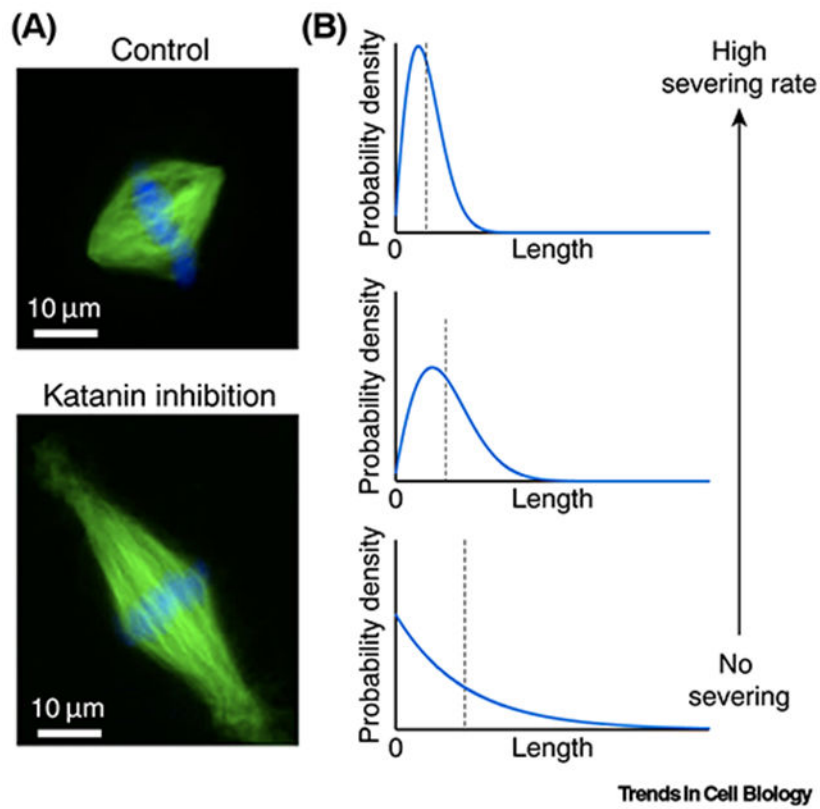 (A)
Control
10 µm
Katanin inhibition
10 µm
(B)
Probability density
0
Length
Probability density
0
Length
Probability density
0
Length
High
severing rate
No
severing
Trends in Cell Biology